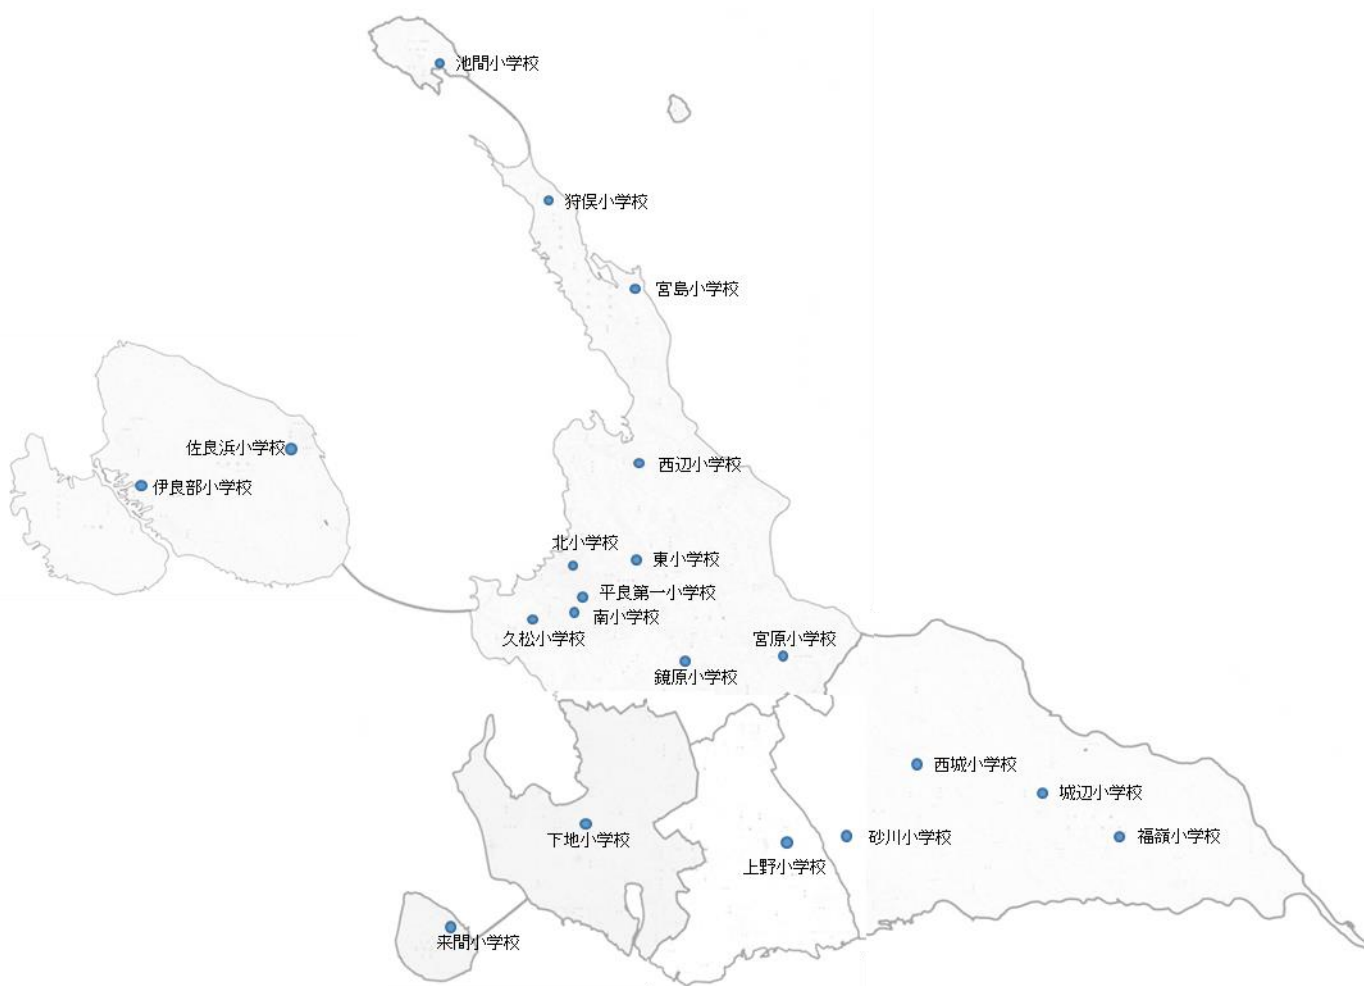 池間小学校
狩俣小学校
宮島小学校
佐良浜小学校
伊良部小学校
西辺小学校
北小学校
東小学校
平良第一小学校
南小学校
久松小学校
宮原小学校
鏡原小学校
西城小学校
城辺小学校
下地小学校
上野小学校
砂川小学校
福嶺小学校
来間小学校